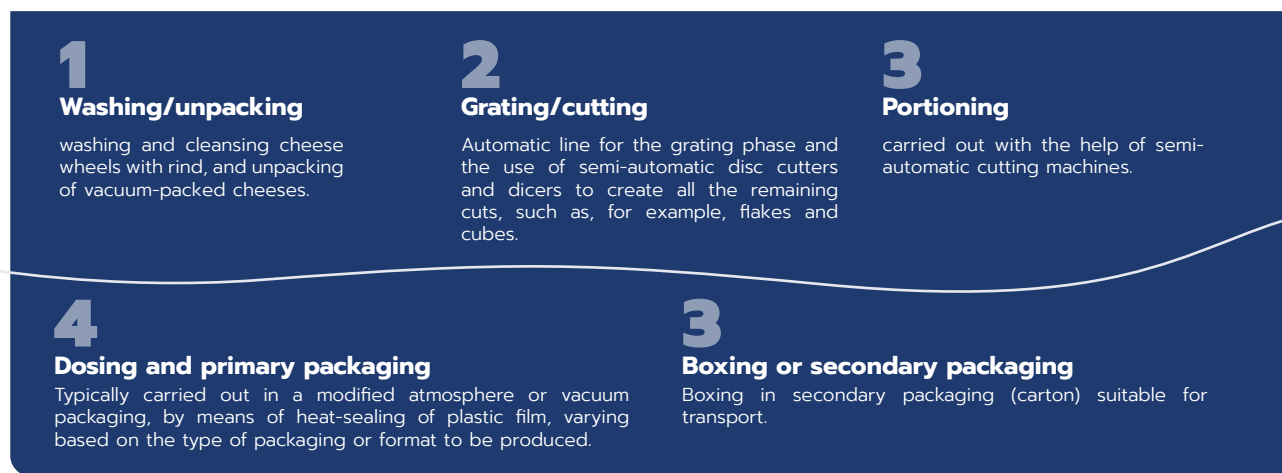 1
Washing/unpacking
washing and cleansing cheese
wheels with rind, and unpacking
of vacuum-packed cheeses.
2
Grating/cutting
Automatic line for the grating phase and
the use of semi-automatic disc cutters
and dicers to create all the remaining
cuts, such as, for example, flakes and
cubes.
3
Portioning
carried out with the help of semi-
automatic cutting machines.
4
Dosing and primary packaging
Typically carried out in a modified atmosphere or vacuum
packaging, by means of heat-sealing of plastic film, varying
based on the type of packaging or format to be produced.
3
Boxing or secondary packaging
Boxing in secondary packaging (carton) suitable for
transport.